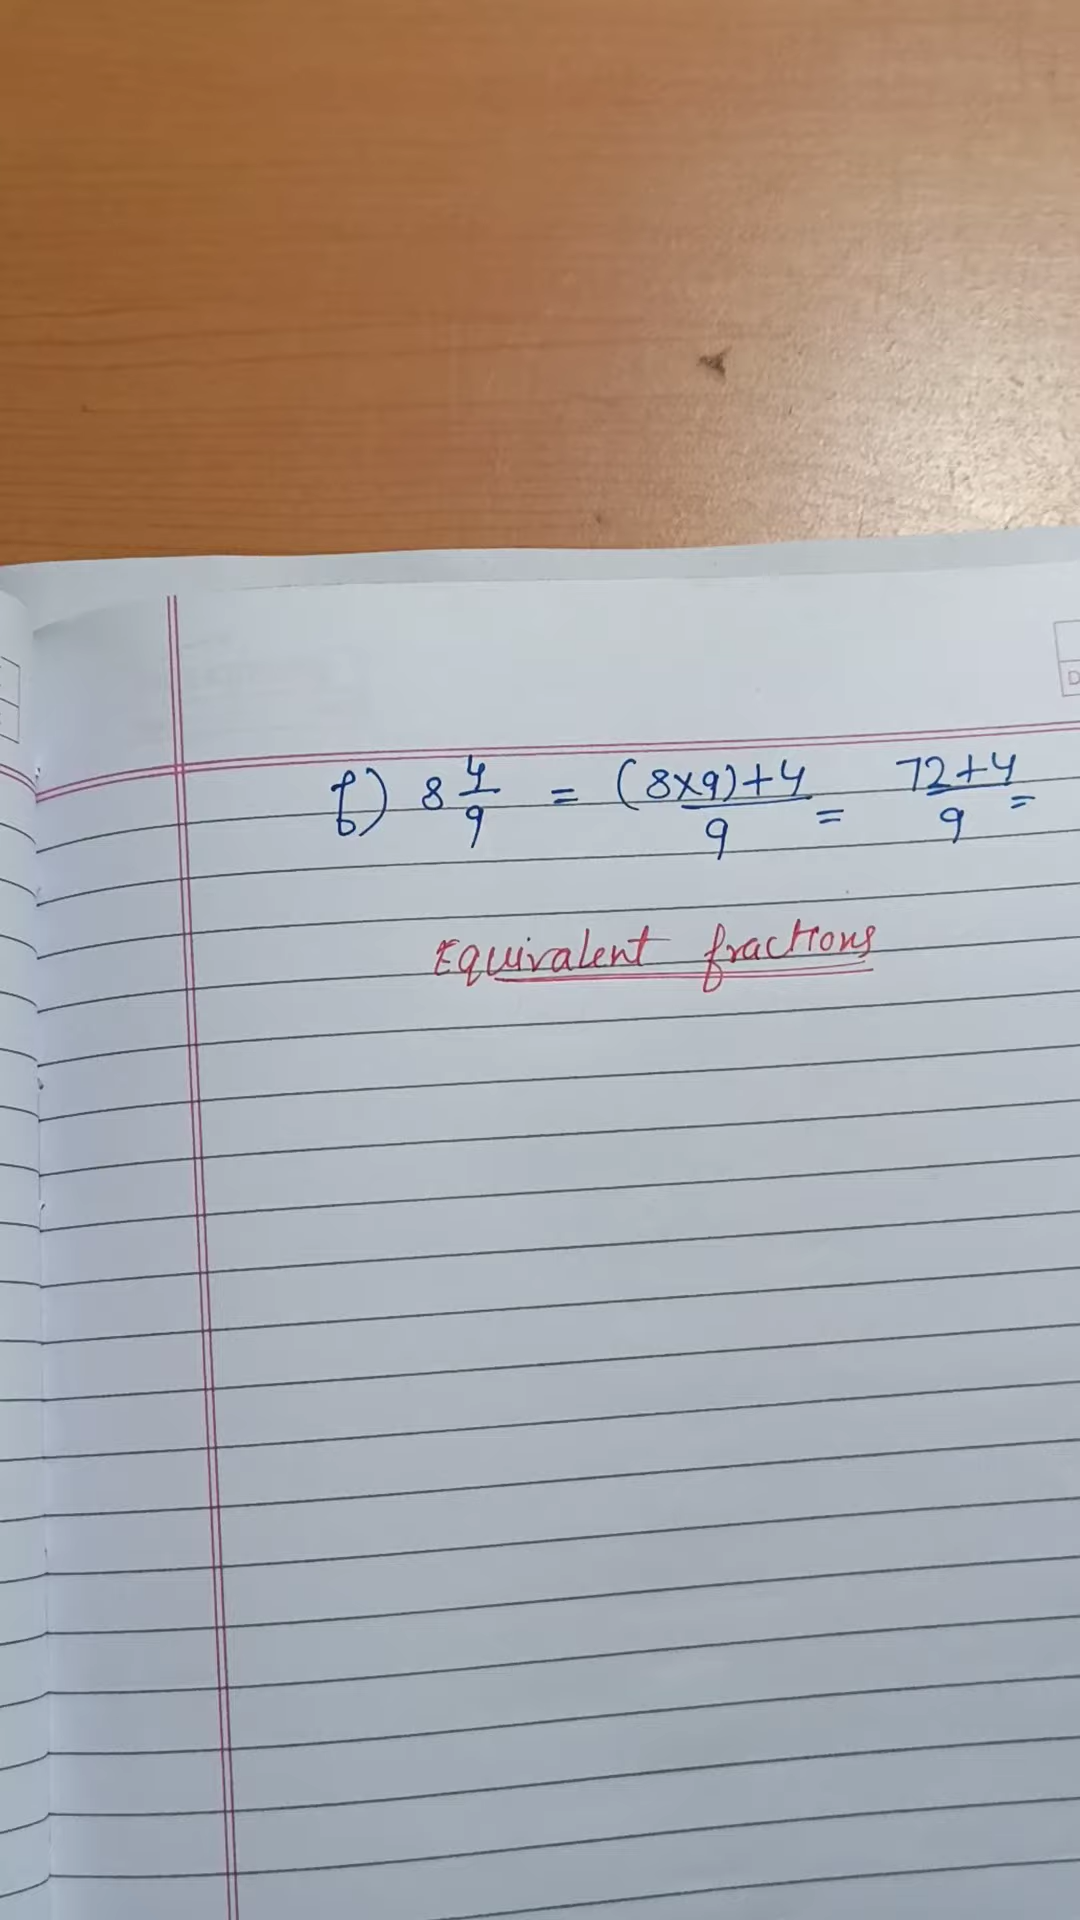 f) 8 4/9 = (8×9)+4/9 = 72+4/9 =
Equivalent fractions
D